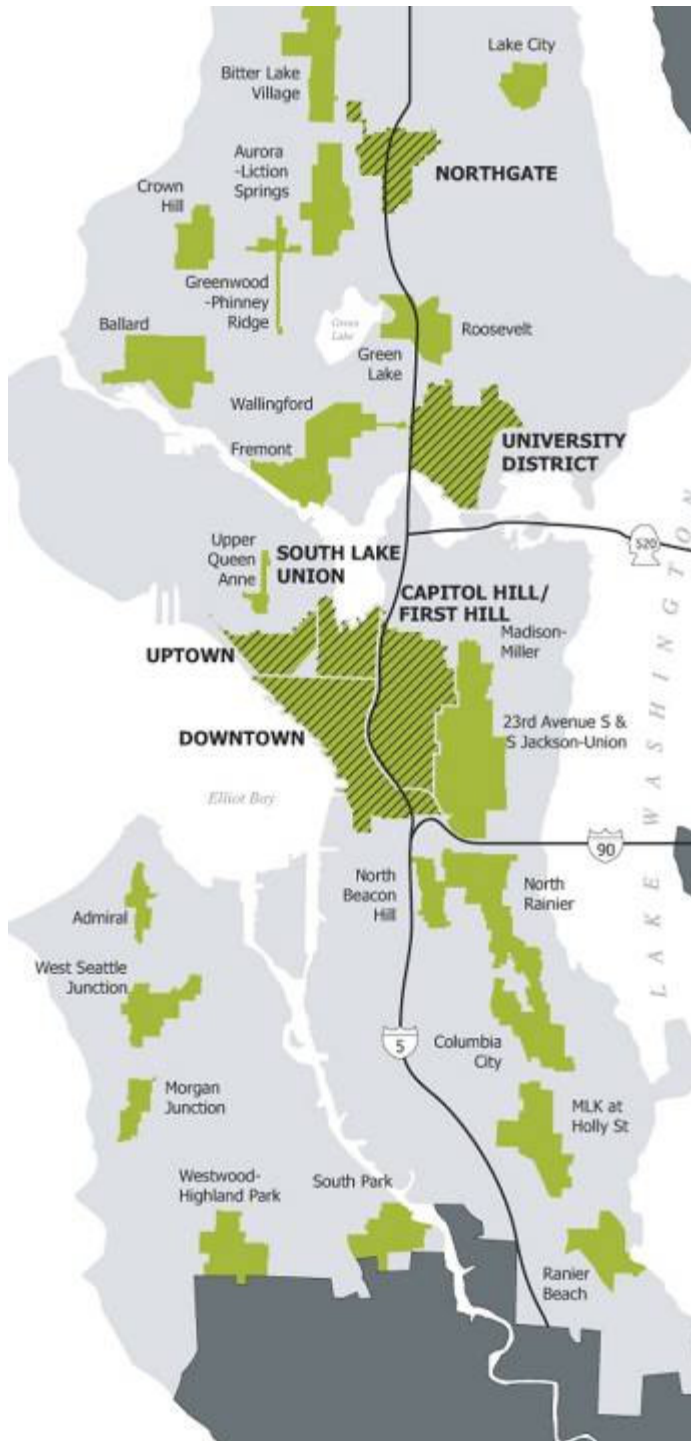 Lake City
Bitter Lake
Village
NORTHGATE
Aurora
-Liction
Springs
Crown
Hill
Greenwood
-Phinney
Ridge
Ballard
Green
Lake
Roosevelt
Green
Lake
Wallingford
Fremont
UNIVERSITY
DISTRICT
520
Upper
Queen
Anne
SOUTH LAKE
UNION
CAPITOL HILL/
FIRST HILL
Madison-
Miller
UPTOWN
23rd Avenue S &
S Jackson-Union
DOWNTOWN
LAKE WASHINGTON
Elliot Bay
90
North
Beacon
Hill
North
Rainier
Admiral
West Seattle
Junction
5
Columbia
City
Morgan
Junction
MLK at
Holly St
Westwood-
Highland Park
South Park
Ranier
Beach